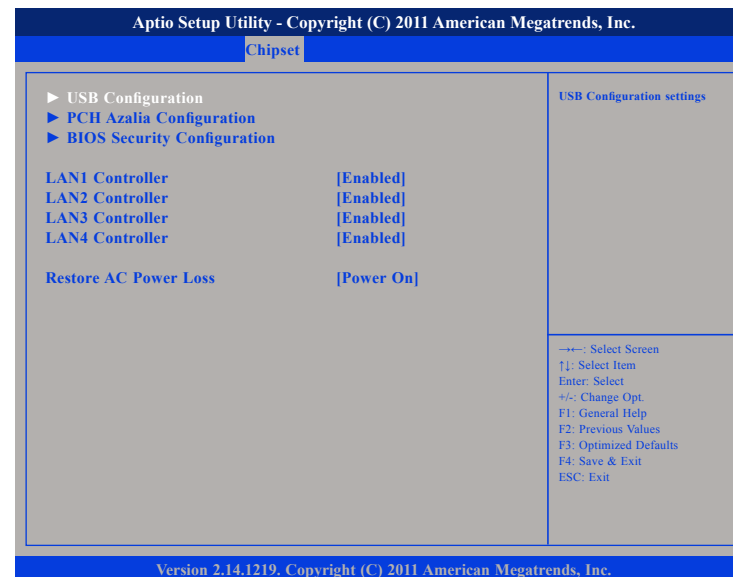 Aptio Setup Utility - Copyright (C) 2011 American Megatrends, Inc.
Chipset
► USB Configuration
► PCH Azalia Configuration
► BIOS Security Configuration
LAN1 Controller [Enabled]
LAN2 Controller [Enabled]
LAN3 Controller [Enabled]
LAN4 Controller [Enabled]
Restore AC Power Loss [Power On]
USB Configuration settings
→←: Select Screen
↑↓: Select Item
Enter: Select
+/-: Change Opt.
F1: General Help
F2: Previous Values
F3: Optimized Defaults
F4: Save & Exit
ESC: Exit
Version 2.14.1219. Copyright (C) 2011 American Megatrends, Inc.